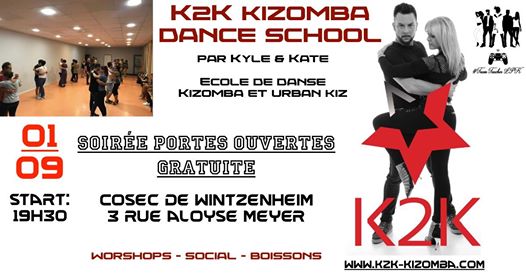 K2K KIZOMBA
DANCE SCHOOL
PAR KYLE & KATE
ECOLE DE DANSE
KIZOMBA ET URBAN KIZ
01
09
SOIRÉE PORTES OUVERTES
GRATUITE
START:
19H30
COSEC DE WINTZENHEIM
3 RUE ALOYSE MEYER
WORSHOPS - SOCIAL - BOISSONS
K2K
WWW.K2K-KIZOMBA.COM